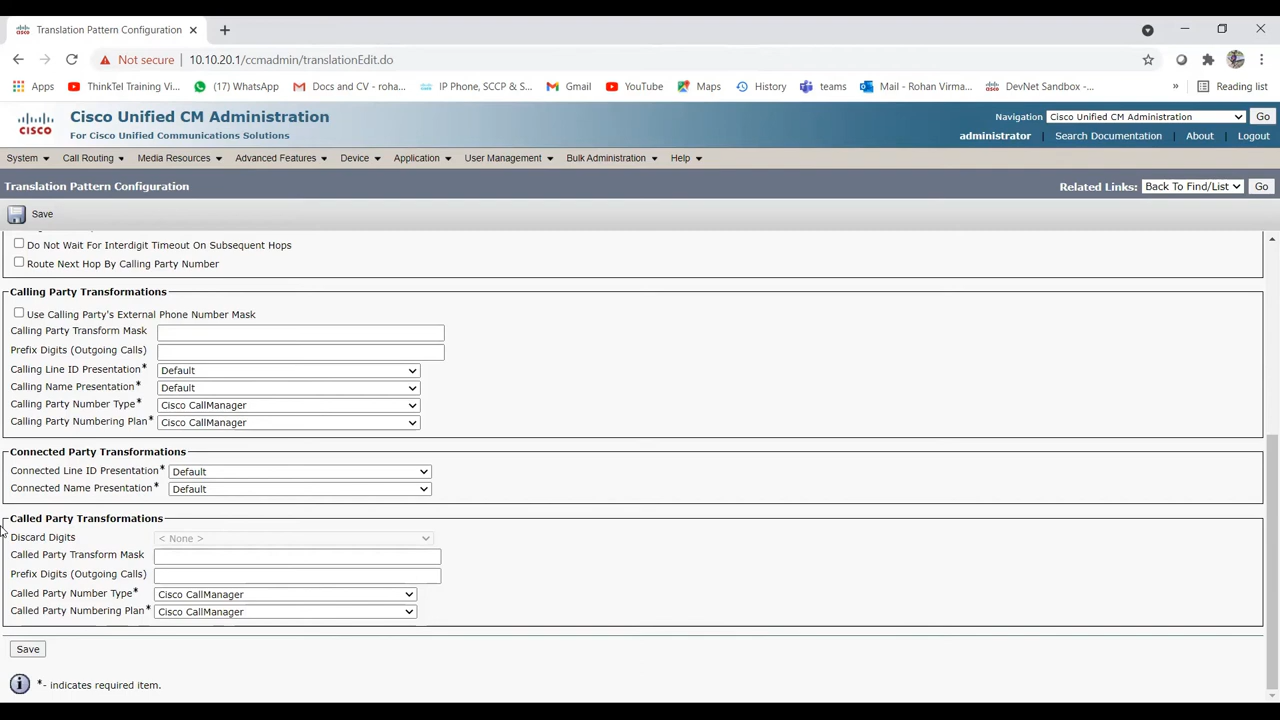 Translation Pattern Configuration
Not secure 10.10.20.1/ccmadmin/translationEdit.do
Apps ThinkTel Training Vi... (17) WhatsApp Docs and CV - roha... IP Phone, SCCP & S... Gmail YouTube Maps History teams Mail - Rohan Virma... DevNet Sandbox -... » Reading list
CISCO
Cisco Unified CM Administration
For Cisco Unified Communications Solutions
Navigation Cisco Unified CM Administration Go
administrator Search Documentation About Logout
System Call Routing Media Resources Advanced Features Device Application User Management Bulk Administration Help
Translation Pattern Configuration
Related Links: Back To Find/List Go
Save
Do Not Wait For Interdigit Timeout On Subsequent Hops
Route Next Hop By Calling Party Number
Calling Party Transformations
Use Calling Party's External Phone Number Mask
Calling Party Transform Mask
Prefix Digits (Outgoing Calls)
Calling Line ID Presentation* Default
Calling Name Presentation* Default
Calling Party Number Type* Cisco CallManager
Calling Party Numbering Plan* Cisco CallManager
Connected Party Transformations
Connected Line ID Presentation* Default
Connected Name Presentation* Default
Called Party Transformations
Discard Digits < None >
Called Party Transform Mask
Prefix Digits (Outgoing Calls)
Called Party Number Type* Cisco CallManager
Called Party Numbering Plan* Cisco CallManager
Save
*- indicates required item.